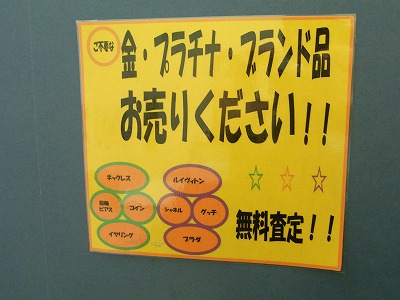 ご不要な
金・プラチナ・ブランド品
お売りください!!
ネックレス
ルイヴィトン
指輪
ピアス
コイン
シャネル
グッチ
イヤリング
プラダ
無料査定!!